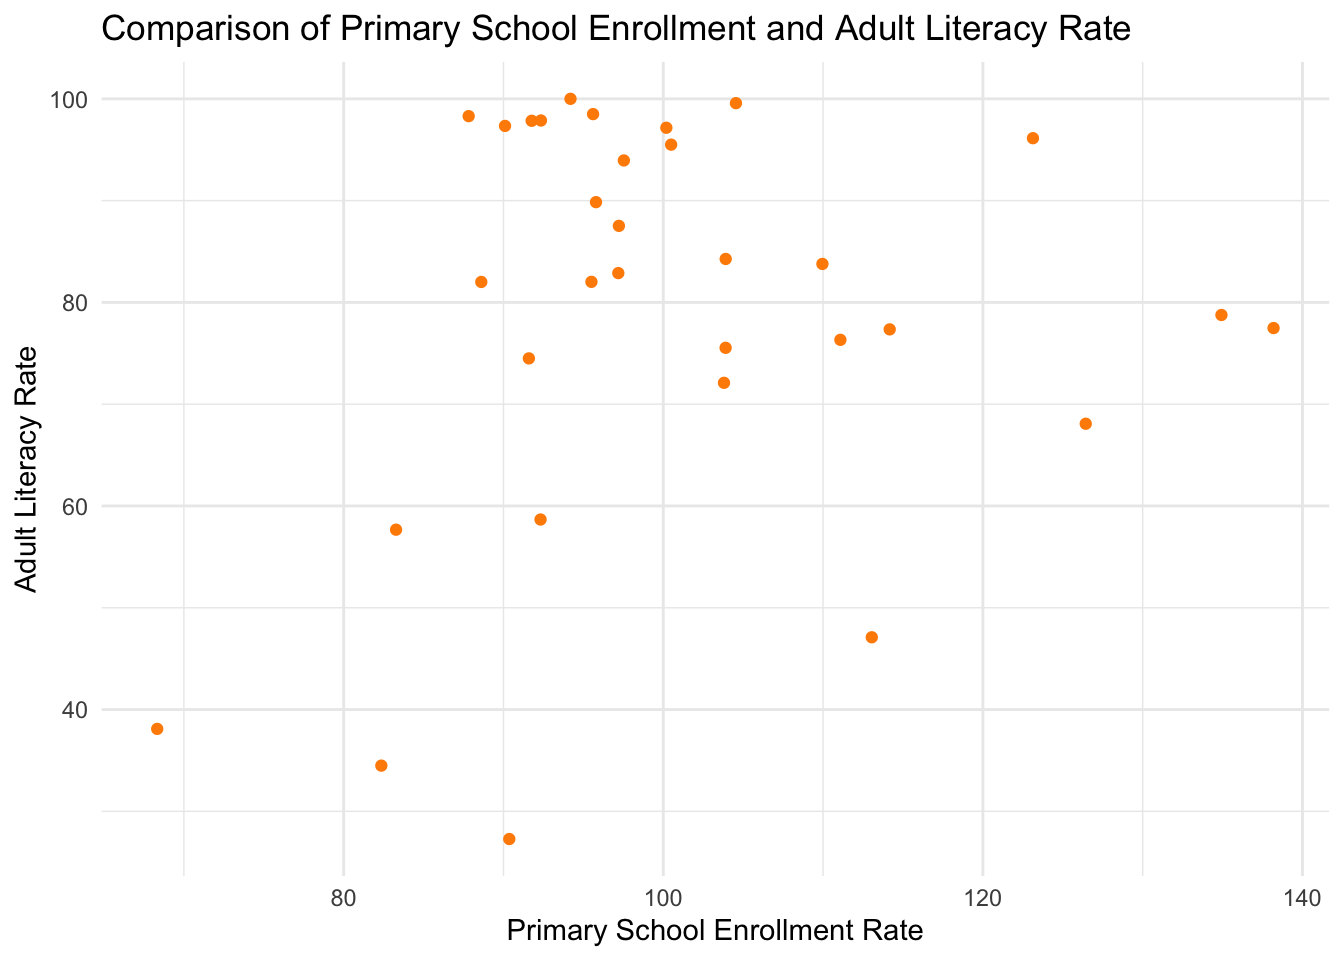 Comparison of Primary School Enrollment and Adult Literacy Rate
100
80
60
40
Adult Literacy Rate
80 100 120 140
Primary School Enrollment Rate